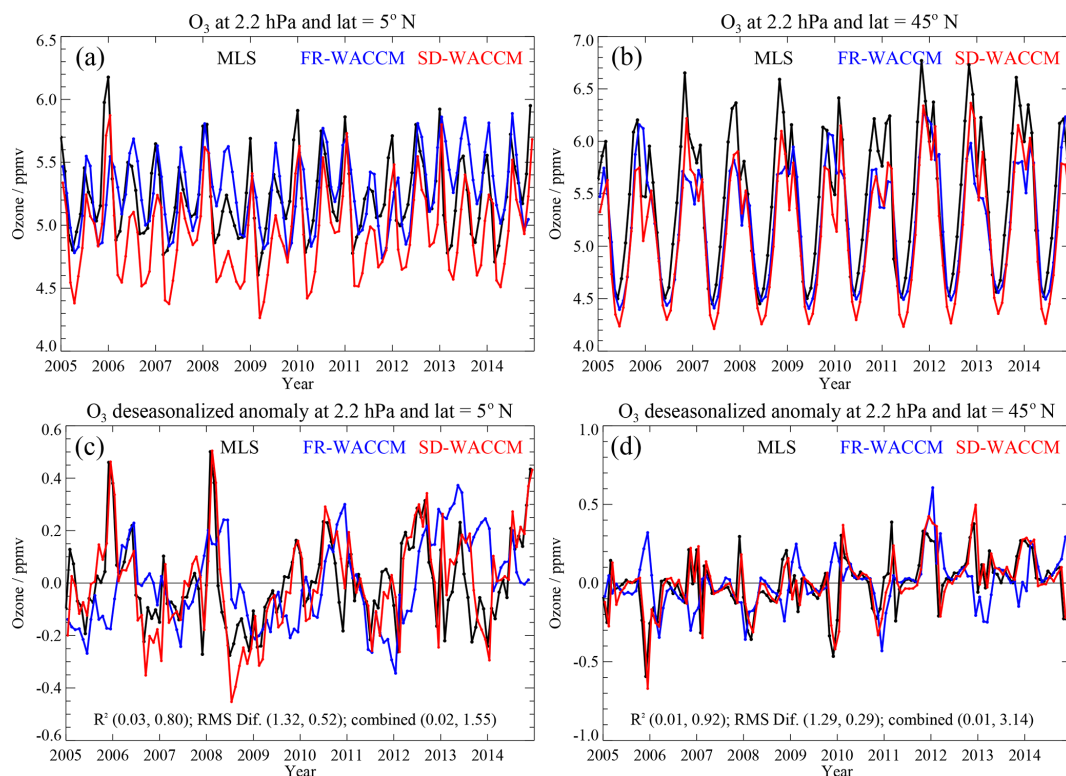 O₃ at 2.2 hPa and lat = 5° N
(a) MLS FR-WACCM SD-WACCM
Ozone / ppmv
6.5
6.0
5.5
5.0
4.5
4.0
2005 2006 2007 2008 2009 2010 2011 2012 2013 2014
Year
O₃ at 2.2 hPa and lat = 45° N
(b) MLS FR-WACCM SD-WACCM
Ozone / ppmv
7.0
6.5
6.0
5.5
5.0
4.5
4.0
2005 2006 2007 2008 2009 2010 2011 2012 2013 2014
Year
O₃ deseasonalized anomaly at 2.2 hPa and lat = 5° N
(c) MLS FR-WACCM SD-WACCM
Ozone / ppmv
0.6
0.4
0.2
0.0
-0.2
-0.4
-0.6
R² (0.03, 0.80); RMS Dif. (1.32, 0.52); combined (0.02, 1.55)
2005 2006 2007 2008 2009 2010 2011 2012 2013 2014
Year
O₃ deseasonalized anomaly at 2.2 hPa and lat = 45° N
MLS FR-WACCM SD-WACCM (d)
Ozone / ppmv
1.0
0.5
0.0
-0.5
-1.0
R² (0.01, 0.92); RMS Dif. (1.29, 0.29); combined (0.01, 3.14)
2005 2006 2007 2008 2009 2010 2011 2012 2013 2014
Year